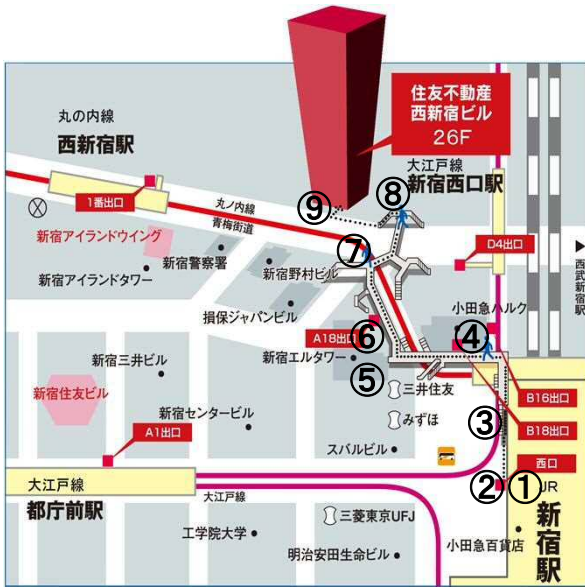 住友不動産
西新宿ビル
26F
丸の内線
西新宿駅
大江戸線
新宿西口駅
⑧
⑨
1番出口
丸ノ内線
青梅街道
⑦
D4出口
西武新宿駅
新宿アイランドウイング
新宿警察署
新宿野村ビル
新宿アイランドタワー
損保ジャパンビル
小田急ハルク
A18出口
⑥
④
新宿三井ビル
新宿エルタワー
⑤
三井住友
B16出口
新宿住友ビル
新宿センタービル
みずほ
③
B18出口
A1出口
スバルビル
西口
大江戸線
都庁前駅
大江戸線
②
①
JR
新宿駅
工学院大学
三菱東京UFJ
小田急百貨店
明治安田生命ビル